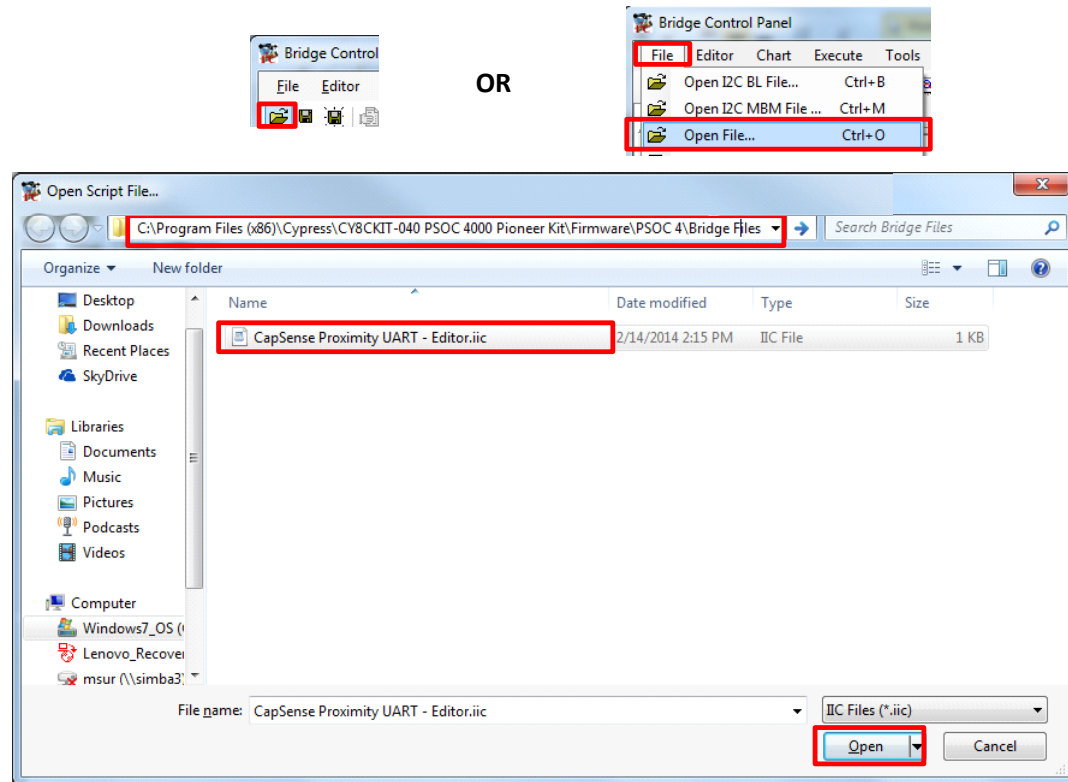 Bridge Control
File Editor
OR
Bridge Control Panel
File Editor Chart Execute Tools
Open I2C BL File... Ctrl+B
Open I2C MBM File ... Ctrl+M
Open File... Ctrl+O
Open Script File...
C:\Program Files (x86)\Cypress\CY8CKIT-040 PSOC 4000 Pioneer Kit\Firmware\PSOC 4\Bridge Files
Search Bridge Files
Organize New folder
Desktop
Downloads
Recent Places
SkyDrive
Libraries
Documents
Music
Pictures
Podcasts
Videos
Computer
Windows7_OS (
Lenovo_Recover
msur (\\simba3)
Name Date modified Type Size
CapSense Proximity UART - Editor.iic 2/14/2014 2:15 PM IIC File 1 KB
File name: CapSense Proximity UART - Editor.iic IIC Files (*.iic)
Open Cancel